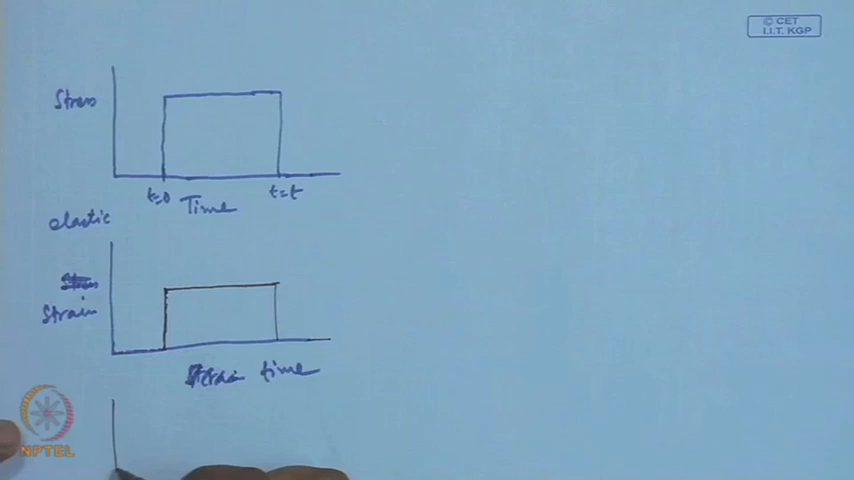 © CET
I.I.T. KGP
Stress
t=0
Time
t=t
elastic
Strain
time
NPTEL